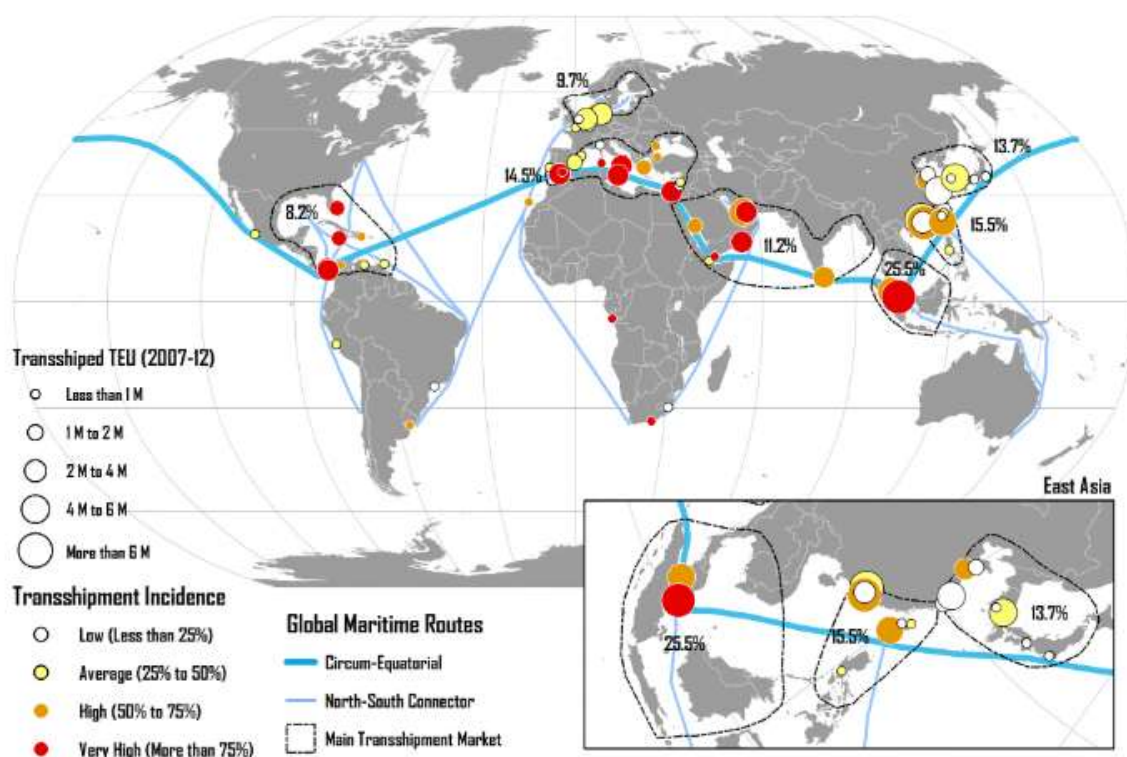 9.7%
13.7%
14.5%
8.2%
15.5%
11.2%
25.5%
Transshiped TEU (2007-12)
Less than 1 M
1 M to 2 M
2 M to 4 M
4 M to 6 M
More than 6 M
Transshipment Incidence
Low (Less than 25%)
Average (25% to 50%)
High (50% to 75%)
Very High (More than 75%)
Global Maritime Routes
Circum-Equatorial
North-South Connector
Main Transshipment Market
East Asia
13.7%
15.5%
25.5%